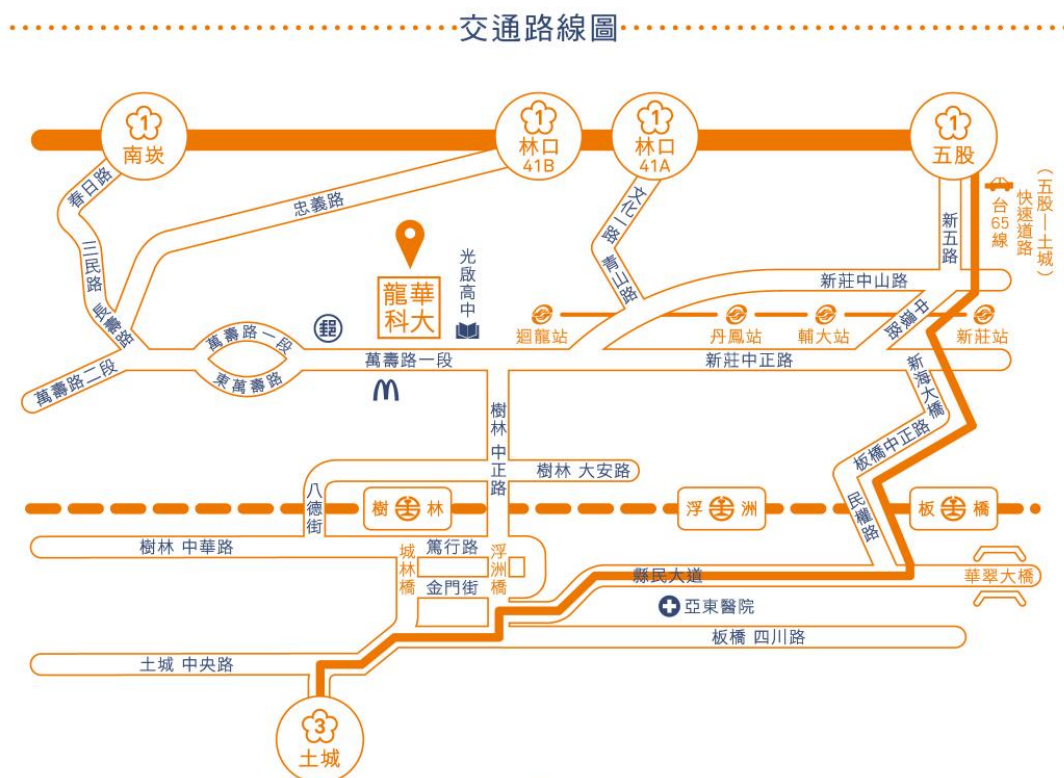 交通路線圖
1
南崁
1
林口
41B
1
林口
41A
1
五股
春日路
忠義路
三民路
長壽路
龍華
科大
光啟高中
文化一路
青山路
新五路
台65線
快速道路
(五股—土城)
新莊中山路
中環路
郵
迴龍站
丹鳳站
輔大站
新莊站
萬壽路一段
東萬壽路
萬壽路二段
萬壽路一段
新莊中正路
新海大橋
樹林 中正路
板橋中正路
樹林 大安路
八德街
民權路
樹 林
浮 洲
板 橋
樹林 中華路
篤行路
城林橋
浮洲橋
金門街
縣民大道
華翠大橋
亞東醫院
板橋 四川路
土城 中央路
3
土城